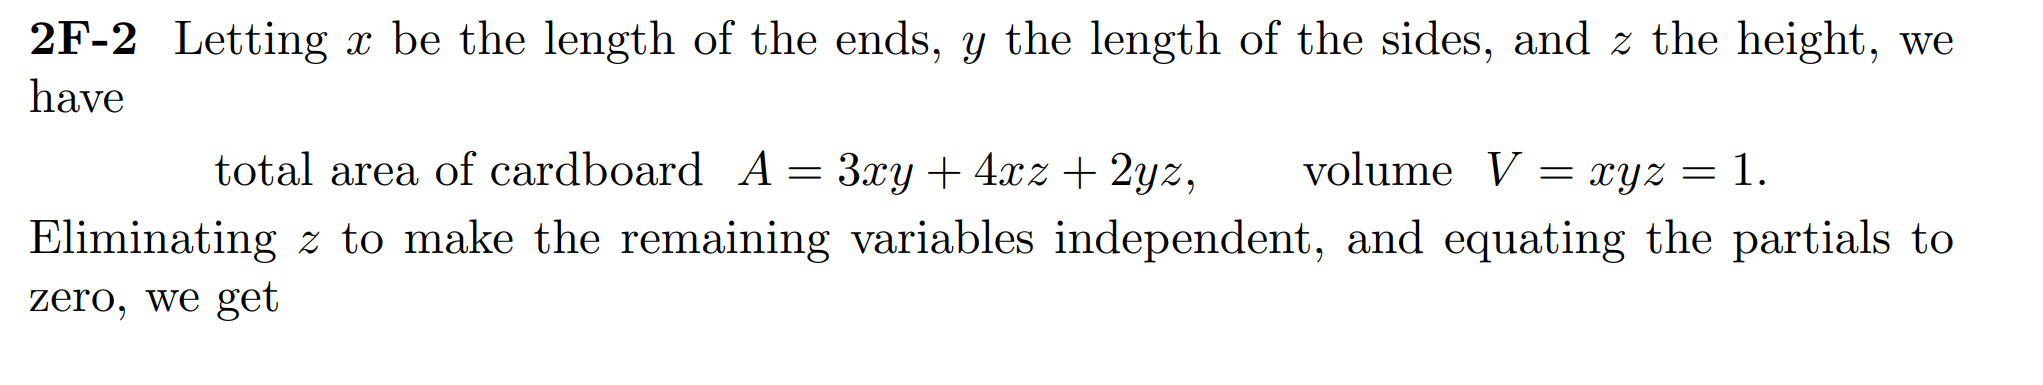 2F-2 Letting x be the length of the ends, y the length of the sides, and z the height, we
have
total area of cardboard A = 3xy + 4xz + 2yz, volume V = xyz = 1.
Eliminating z to make the remaining variables independent, and equating the partials to
zero, we get